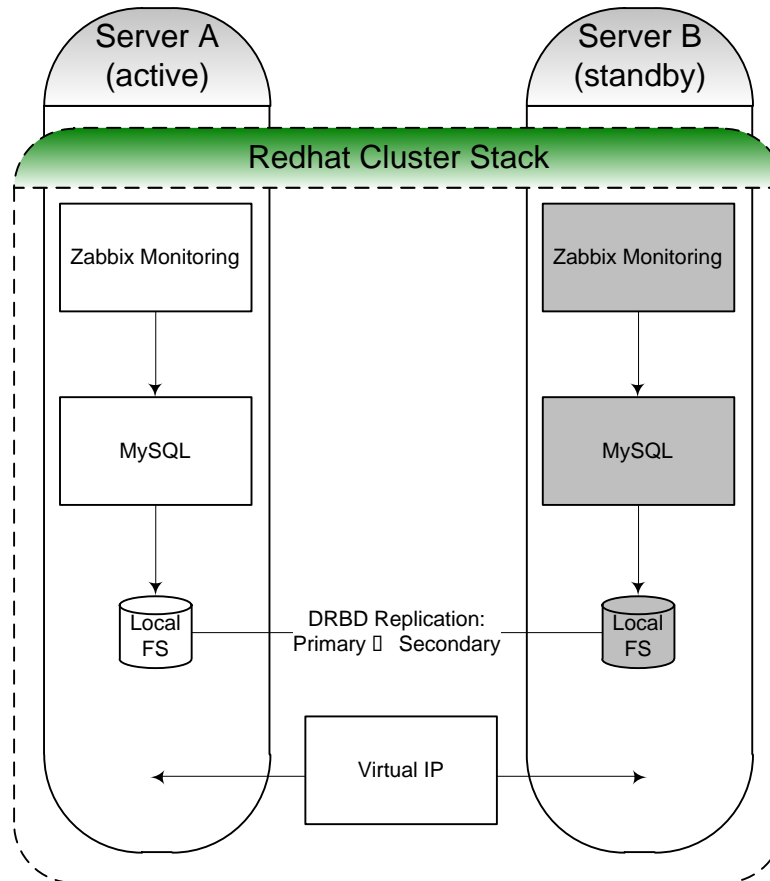 Server A
(active)
Server B
(standby)
Redhat Cluster Stack
Zabbix Monitoring
Zabbix Monitoring
MySQL
MySQL
Local
FS
DRBD Replication:
Primary ▯ Secondary
Local
FS
Virtual IP